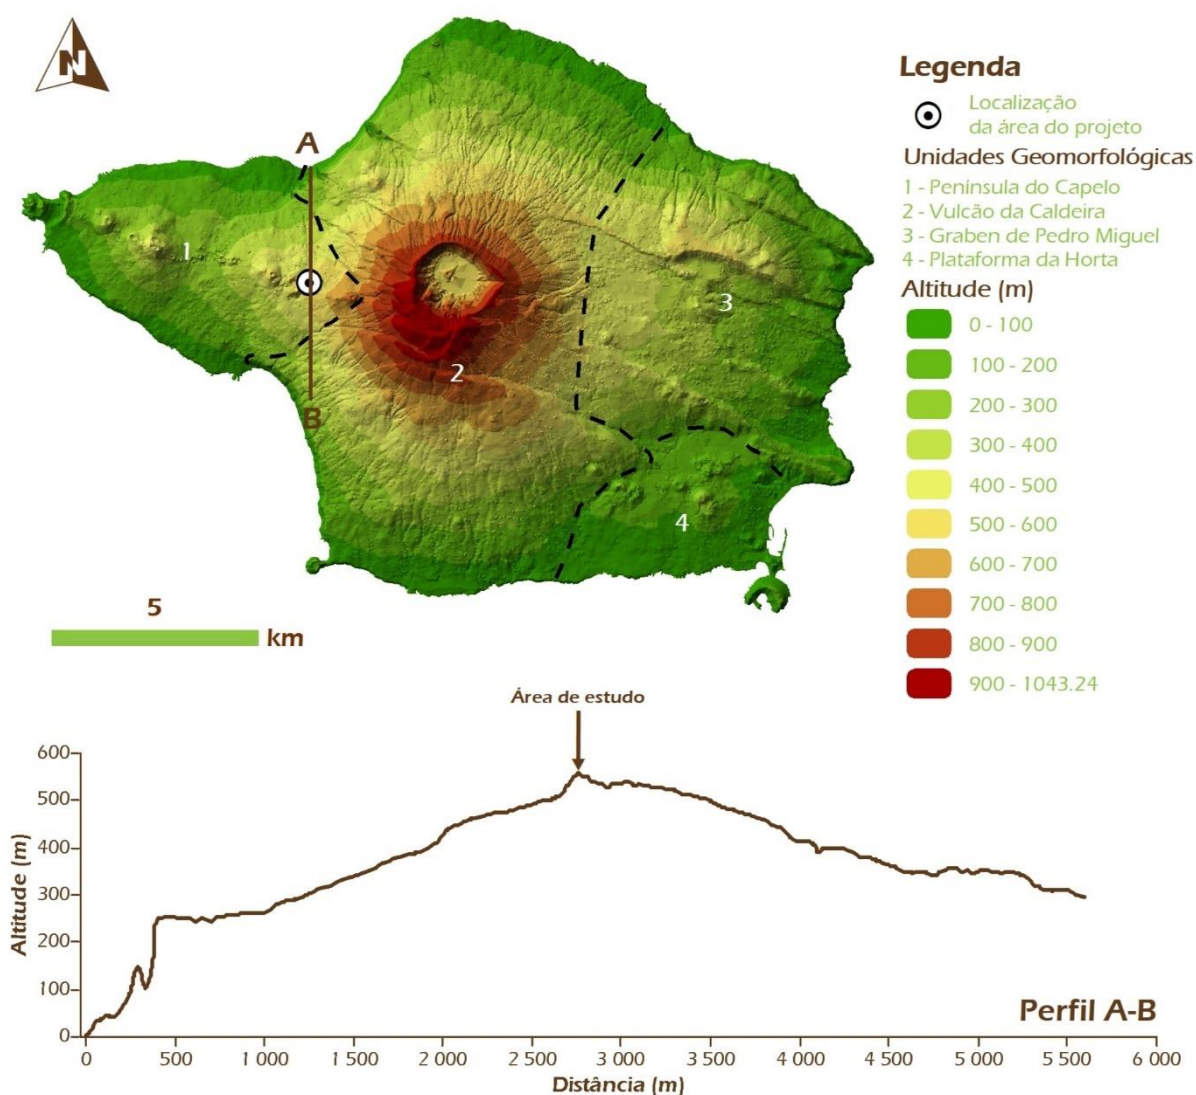 N
A
B
1
2
3
4
5
km
Legenda
Localização
da área do projeto
Unidades Geomorfológicas
1 - Península do Capelo
2 - Vulcão da Caldeira
3 - Graben de Pedro Miguel
4 - Plataforma da Horta
Altitude (m)
0 - 100
100 - 200
200 - 300
300 - 400
400 - 500
500 - 600
600 - 700
700 - 800
800 - 900
900 - 1043.24
Área de estudo
Altitude (m)
600
500
400
300
200
100
0
0 500 1 000 1 500 2 000 2 500 3 000 3 500 4 000 4 500 5 000 5 500 6 000
Distância (m)
Perfil A-B